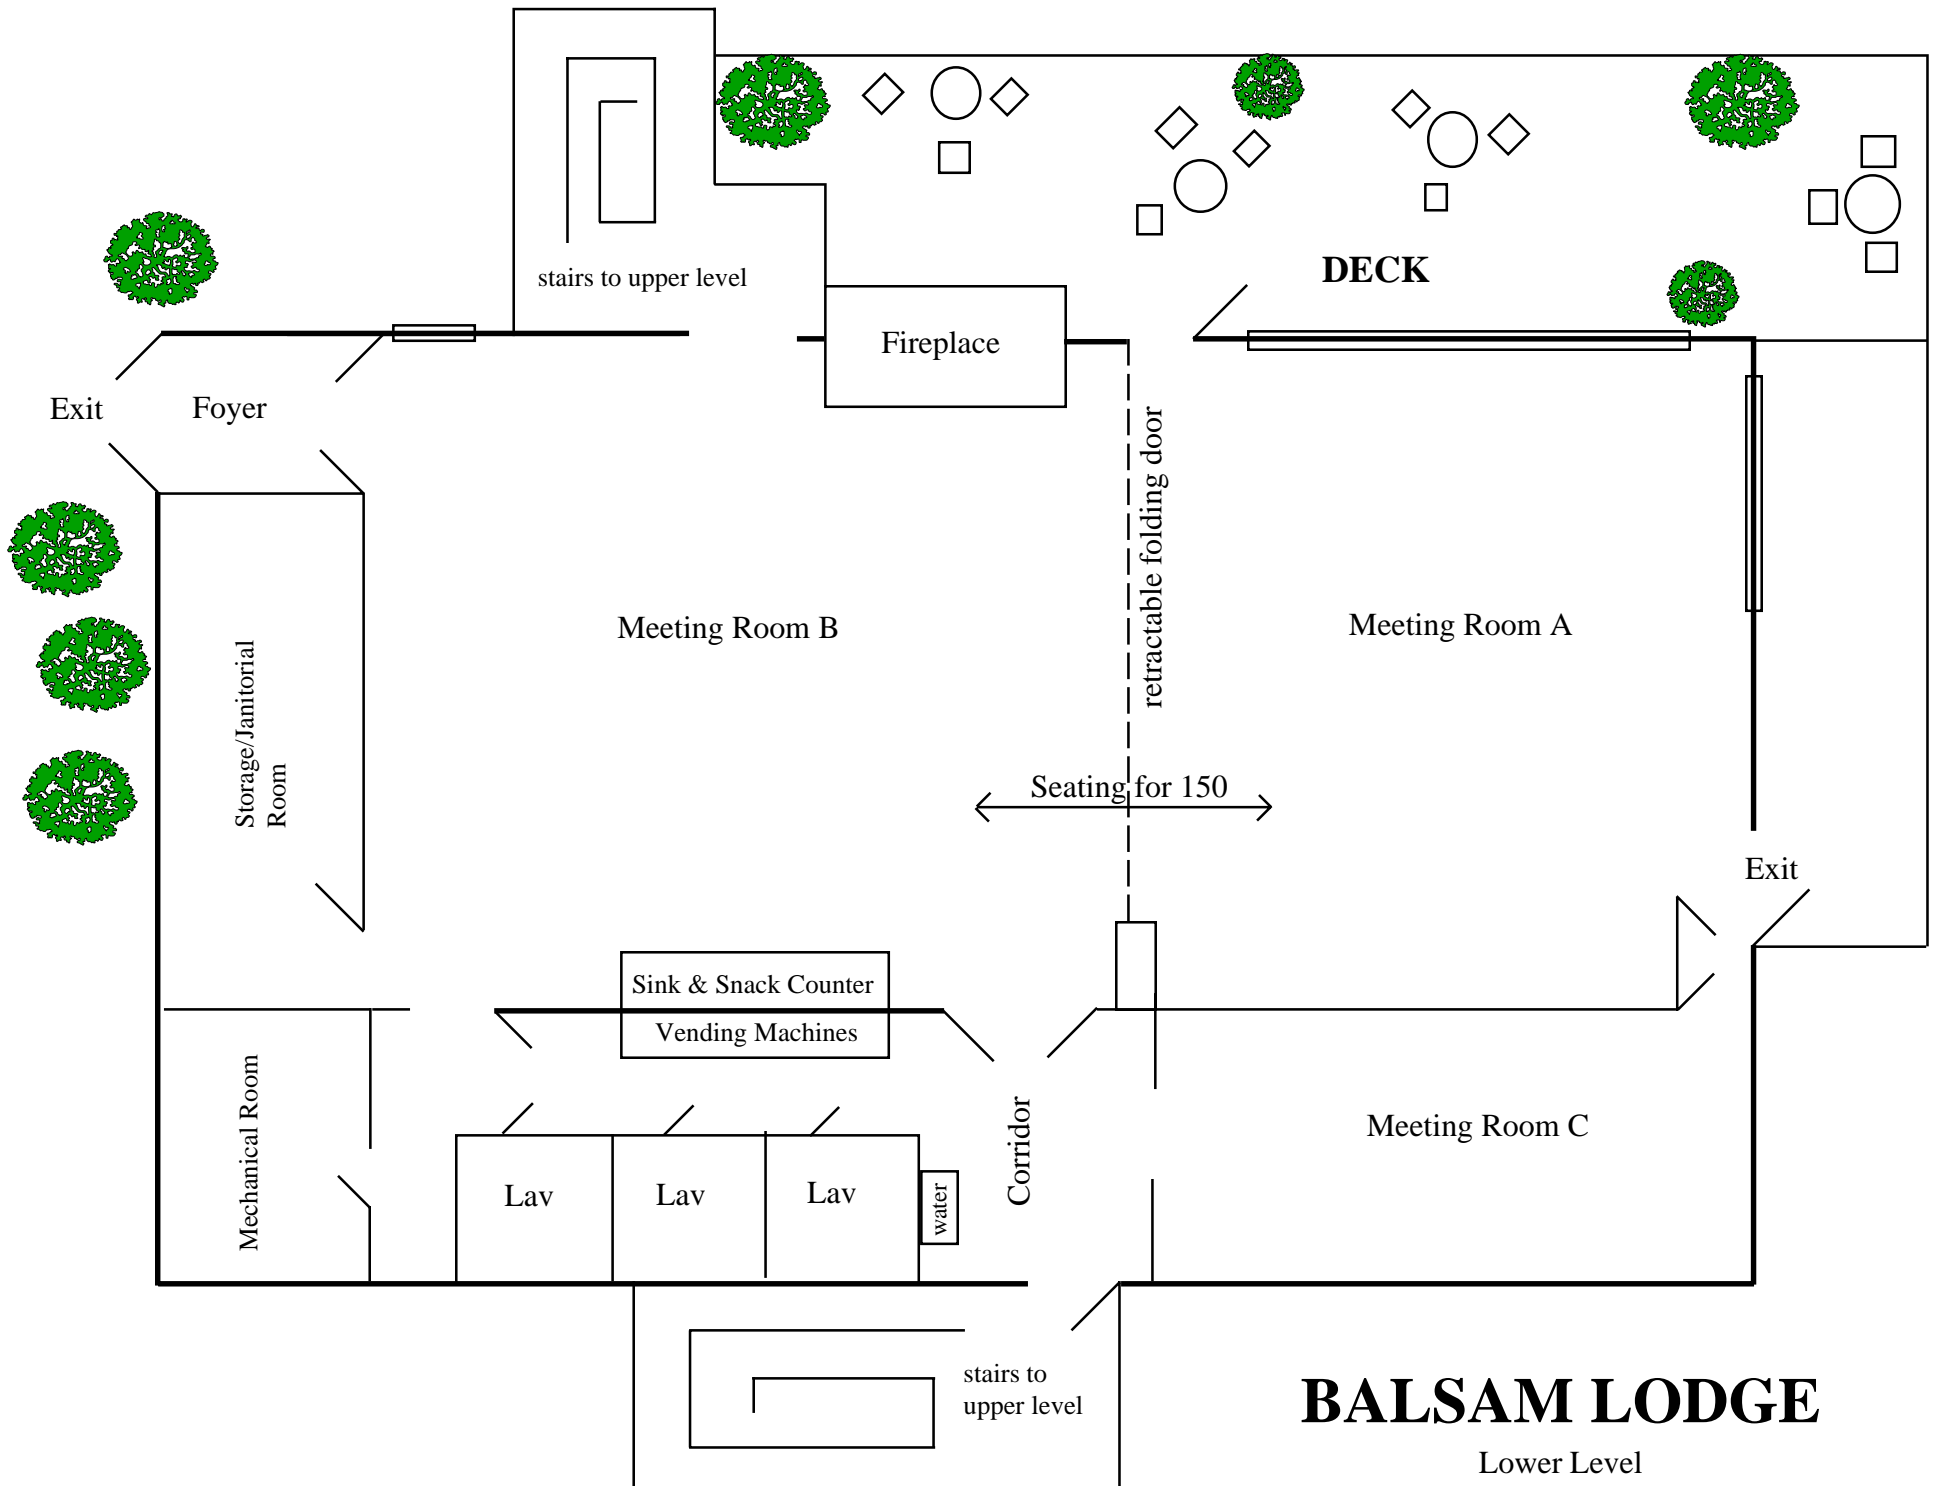 stairs to upper level
DECK
Fireplace
Exit
Foyer
retractable folding door
Meeting Room B
Meeting Room A
Storage/Janitorial
Room
Seating for 150
Exit
Sink & Snack Counter
Vending Machines
Mechanical Room
Corridor
Meeting Room C
Lav
Lav
Lav
water
stairs to
upper level
BALSAM LODGE
Lower Level